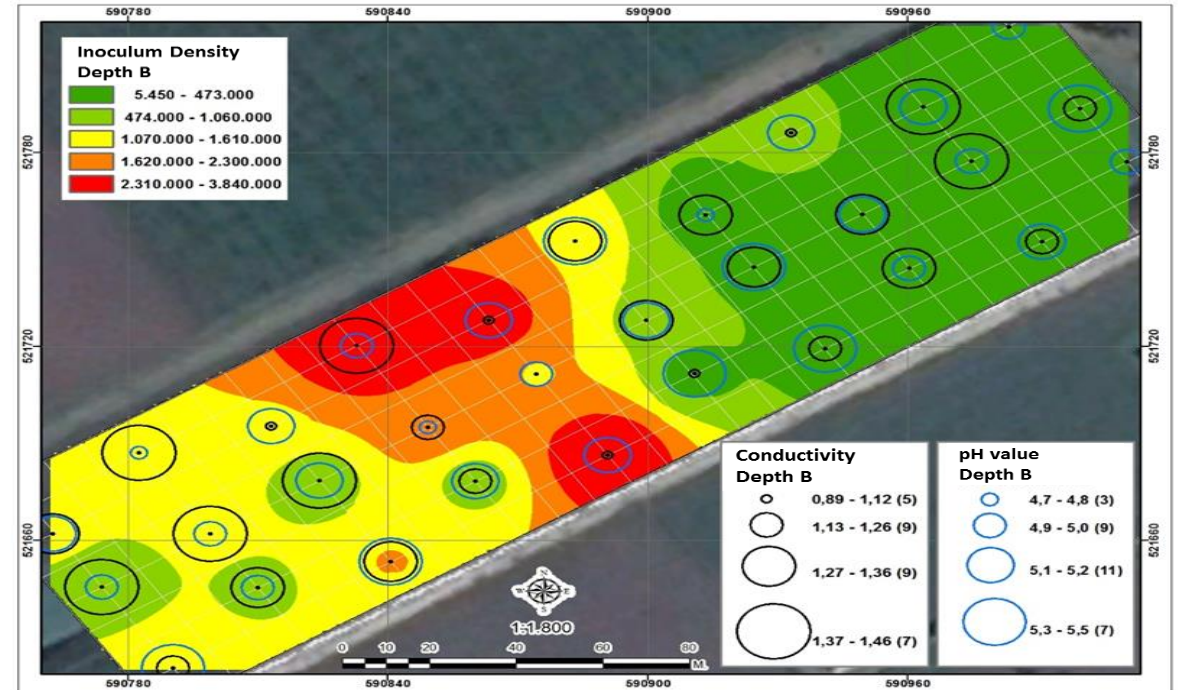 590780 590840 590900 590960
Inoculum Density
Depth B
5.450 - 473.000
474.000 - 1.060.000
1.070.000 - 1.610.000
1.620.000 - 2.300.000
2.310.000 - 3.840.000
521780 521780
521720 521720
521660 521660
Conductivity
Depth B
0,89 - 1,12 (5)
1,13 - 1,26 (9)
1,27 - 1,36 (9)
1,37 - 1,46 (7)
pH value
Depth B
4,7 - 4,8 (3)
4,9 - 5,0 (9)
5,1 - 5,2 (11)
5,3 - 5,5 (7)
N
W E
S
1:1.800
0 10 20 40 60 80
M.
590780 590840 590900 590960